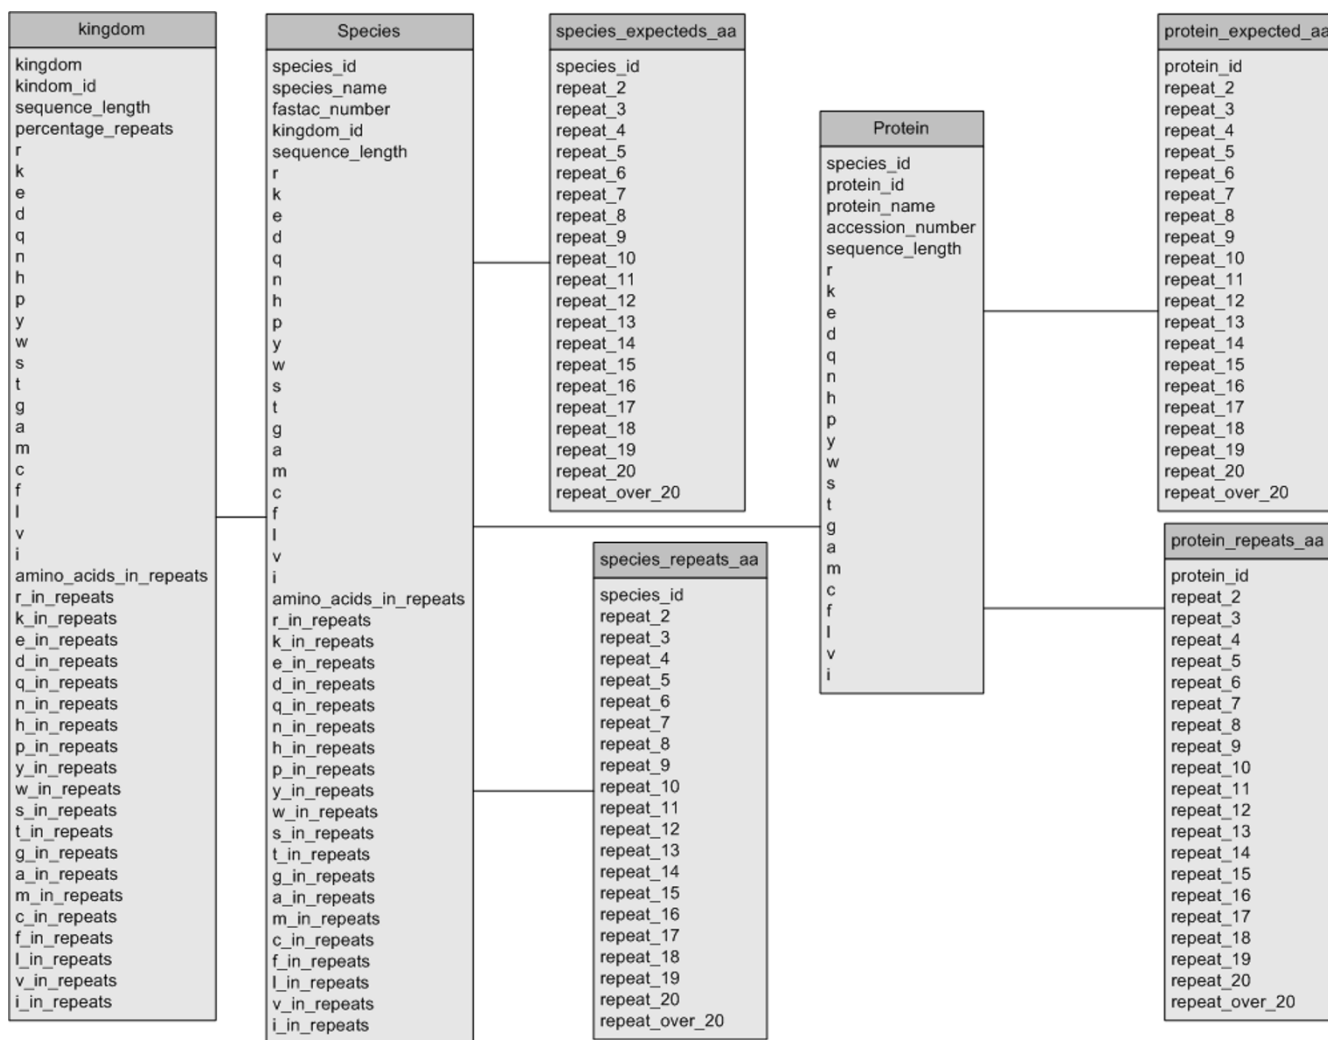 kingdom
kingdom
kindom_id
sequence_length
percentage_repeats
r
k
e
d
q
n
h
p
y
w
s
t
g
a
m
c
f
l
v
i
amino_acids_in_repeats
r_in_repeats
k_in_repeats
e_in_repeats
d_in_repeats
q_in_repeats
n_in_repeats
h_in_repeats
p_in_repeats
y_in_repeats
w_in_repeats
s_in_repeats
t_in_repeats
g_in_repeats
a_in_repeats
m_in_repeats
c_in_repeats
f_in_repeats
l_in_repeats
v_in_repeats
i_in_repeats
Species
species_id
species_name
fastac_number
kingdom_id
sequence_length
r
k
e
d
q
n
h
p
y
w
s
t
g
a
m
c
f
l
v
i
amino_acids_in_repeats
r_in_repeats
k_in_repeats
e_in_repeats
d_in_repeats
q_in_repeats
n_in_repeats
h_in_repeats
p_in_repeats
y_in_repeats
w_in_repeats
s_in_repeats
t_in_repeats
g_in_repeats
a_in_repeats
m_in_repeats
c_in_repeats
f_in_repeats
l_in_repeats
v_in_repeats
i_in_repeats
species_expecteds_aa
species_id
repeat_2
repeat_3
repeat_4
repeat_5
repeat_6
repeat_7
repeat_8
repeat_9
repeat_10
repeat_11
repeat_12
repeat_13
repeat_14
repeat_15
repeat_16
repeat_17
repeat_18
repeat_19
repeat_20
repeat_over_20
species_repeats_aa
species_id
repeat_2
repeat_3
repeat_4
repeat_5
repeat_6
repeat_7
repeat_8
repeat_9
repeat_10
repeat_11
repeat_12
repeat_13
repeat_14
repeat_15
repeat_16
repeat_17
repeat_18
repeat_19
repeat_20
repeat_over_20
Protein
species_id
protein_id
protein_name
accession_number
sequence_length
r
k
e
d
q
n
h
p
y
w
s
t
g
a
m
c
f
l
v
i
protein_expected_aa
protein_id
repeat_2
repeat_3
repeat_4
repeat_5
repeat_6
repeat_7
repeat_8
repeat_9
repeat_10
repeat_11
repeat_12
repeat_13
repeat_14
repeat_15
repeat_16
repeat_17
repeat_18
repeat_19
repeat_20
repeat_over_20
protein_repeats_aa
protein_id
repeat_2
repeat_3
repeat_4
repeat_5
repeat_6
repeat_7
repeat_8
repeat_9
repeat_10
repeat_11
repeat_12
repeat_13
repeat_14
repeat_15
repeat_16
repeat_17
repeat_18
repeat_19
repeat_20
repeat_over_20